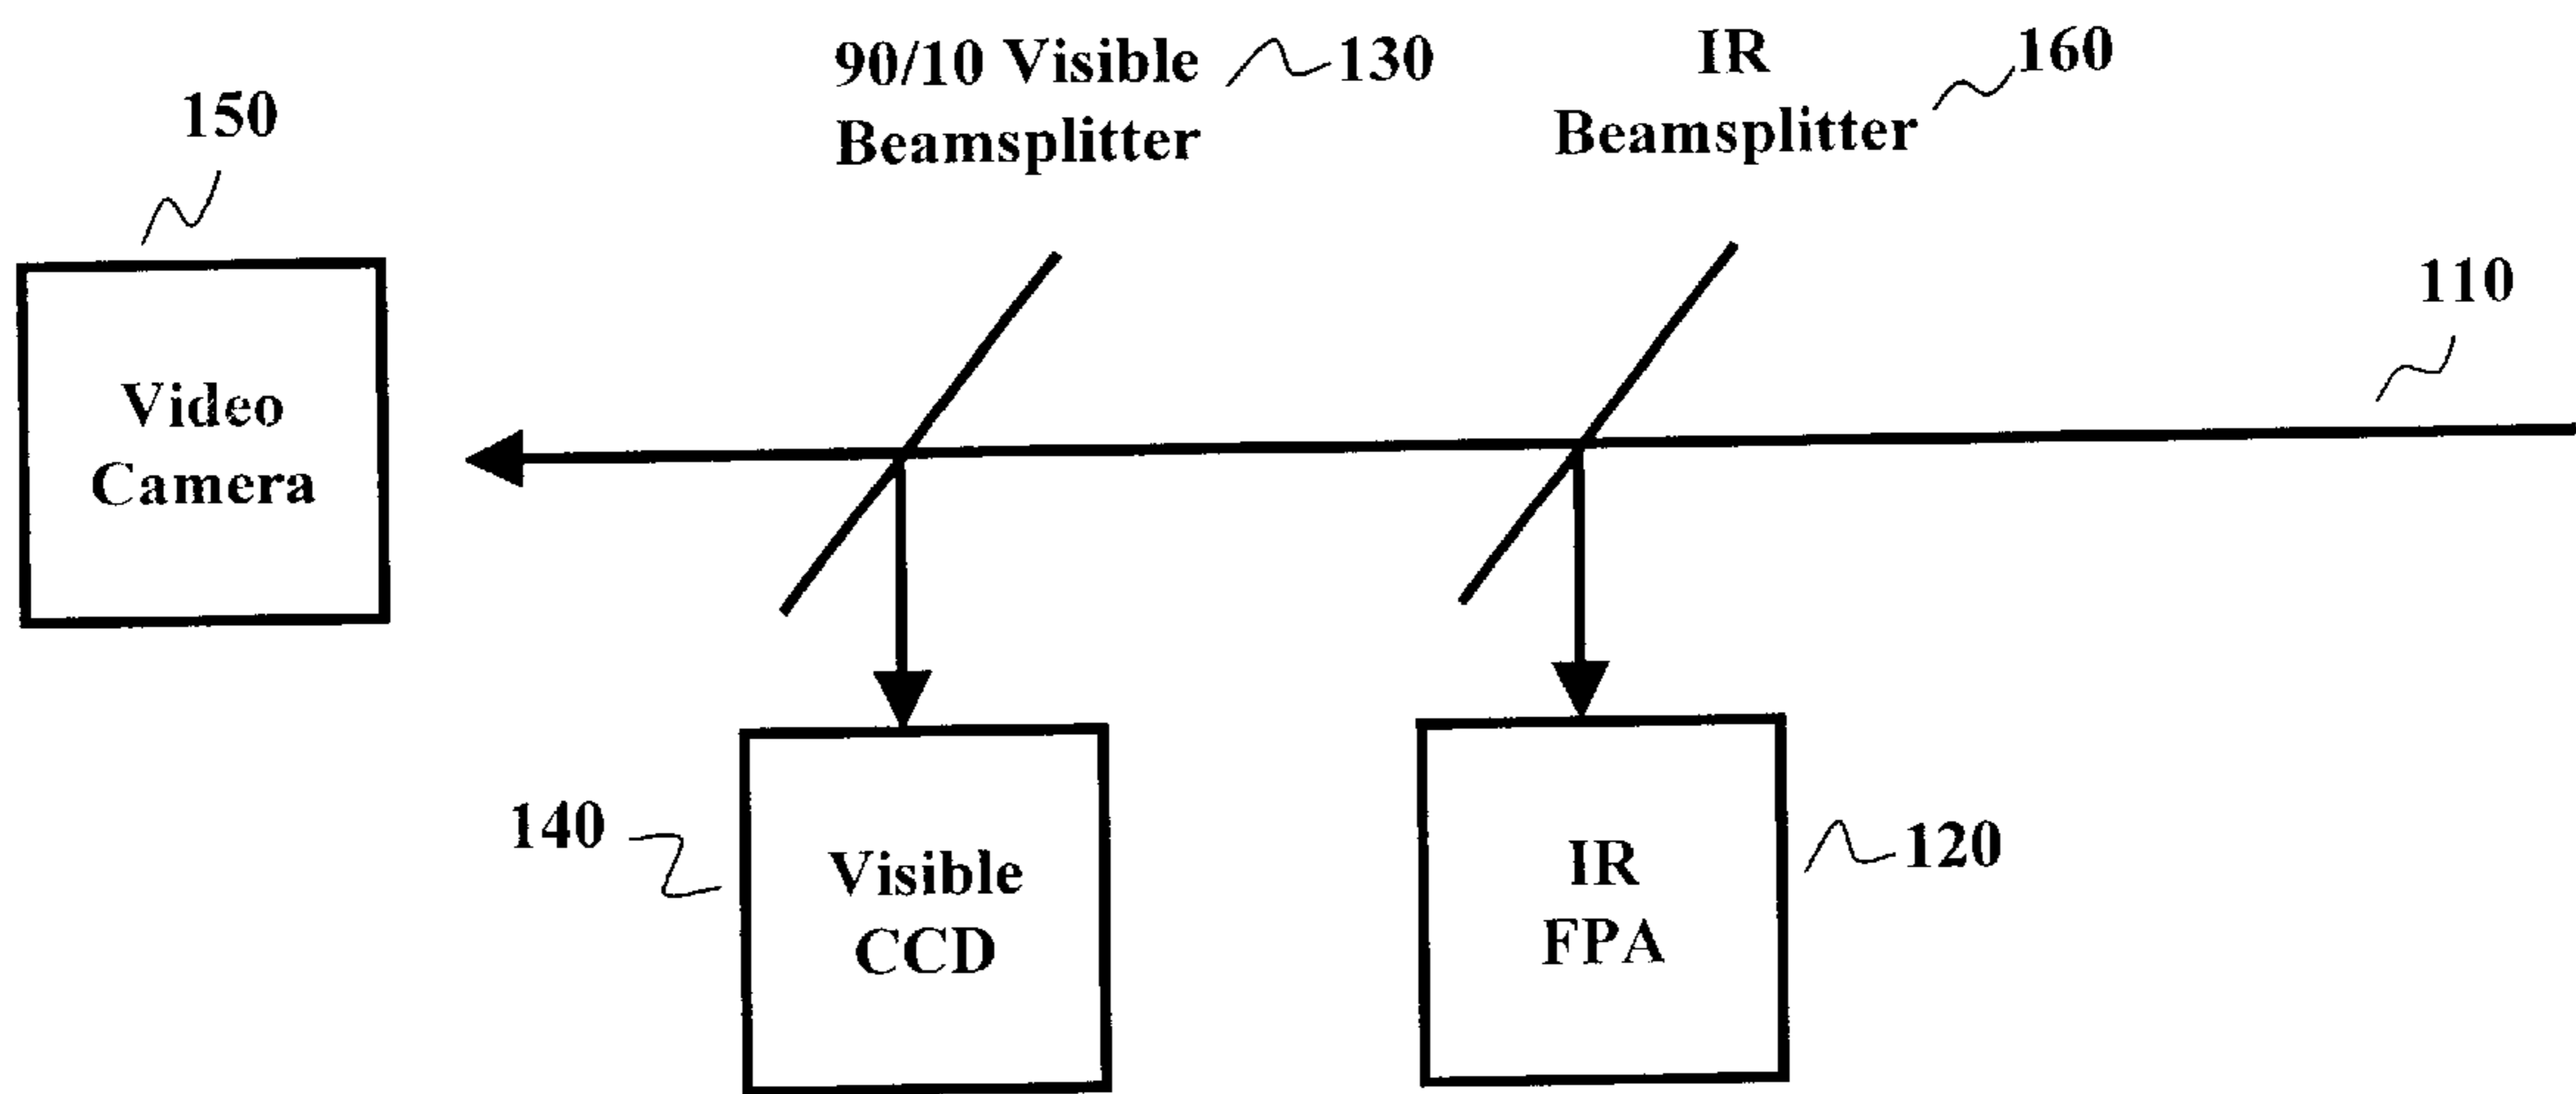 90/10 Visible
Beamsplitter
130
IR
Beamsplitter
160
150
110
Video
Camera
140
Visible
CCD
IR
FPA
120